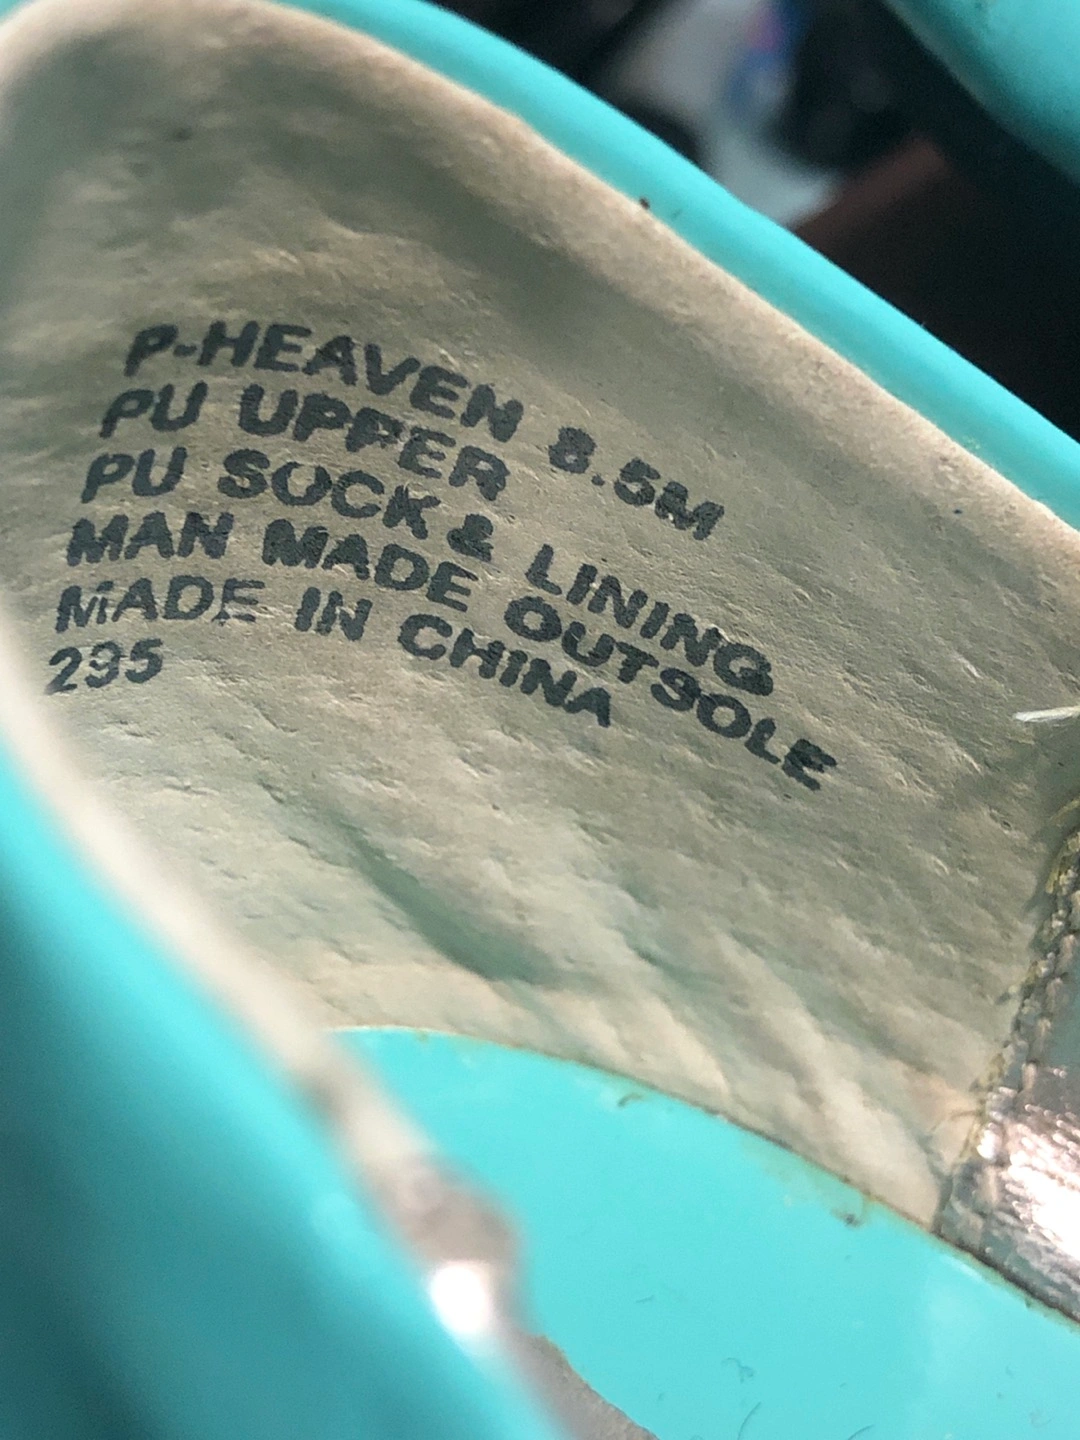 P-HEAVEN 8.5M
PU UPPER
PU SOCK & LINING
MAN MADE OUTSOLE
MADE IN CHINA
295